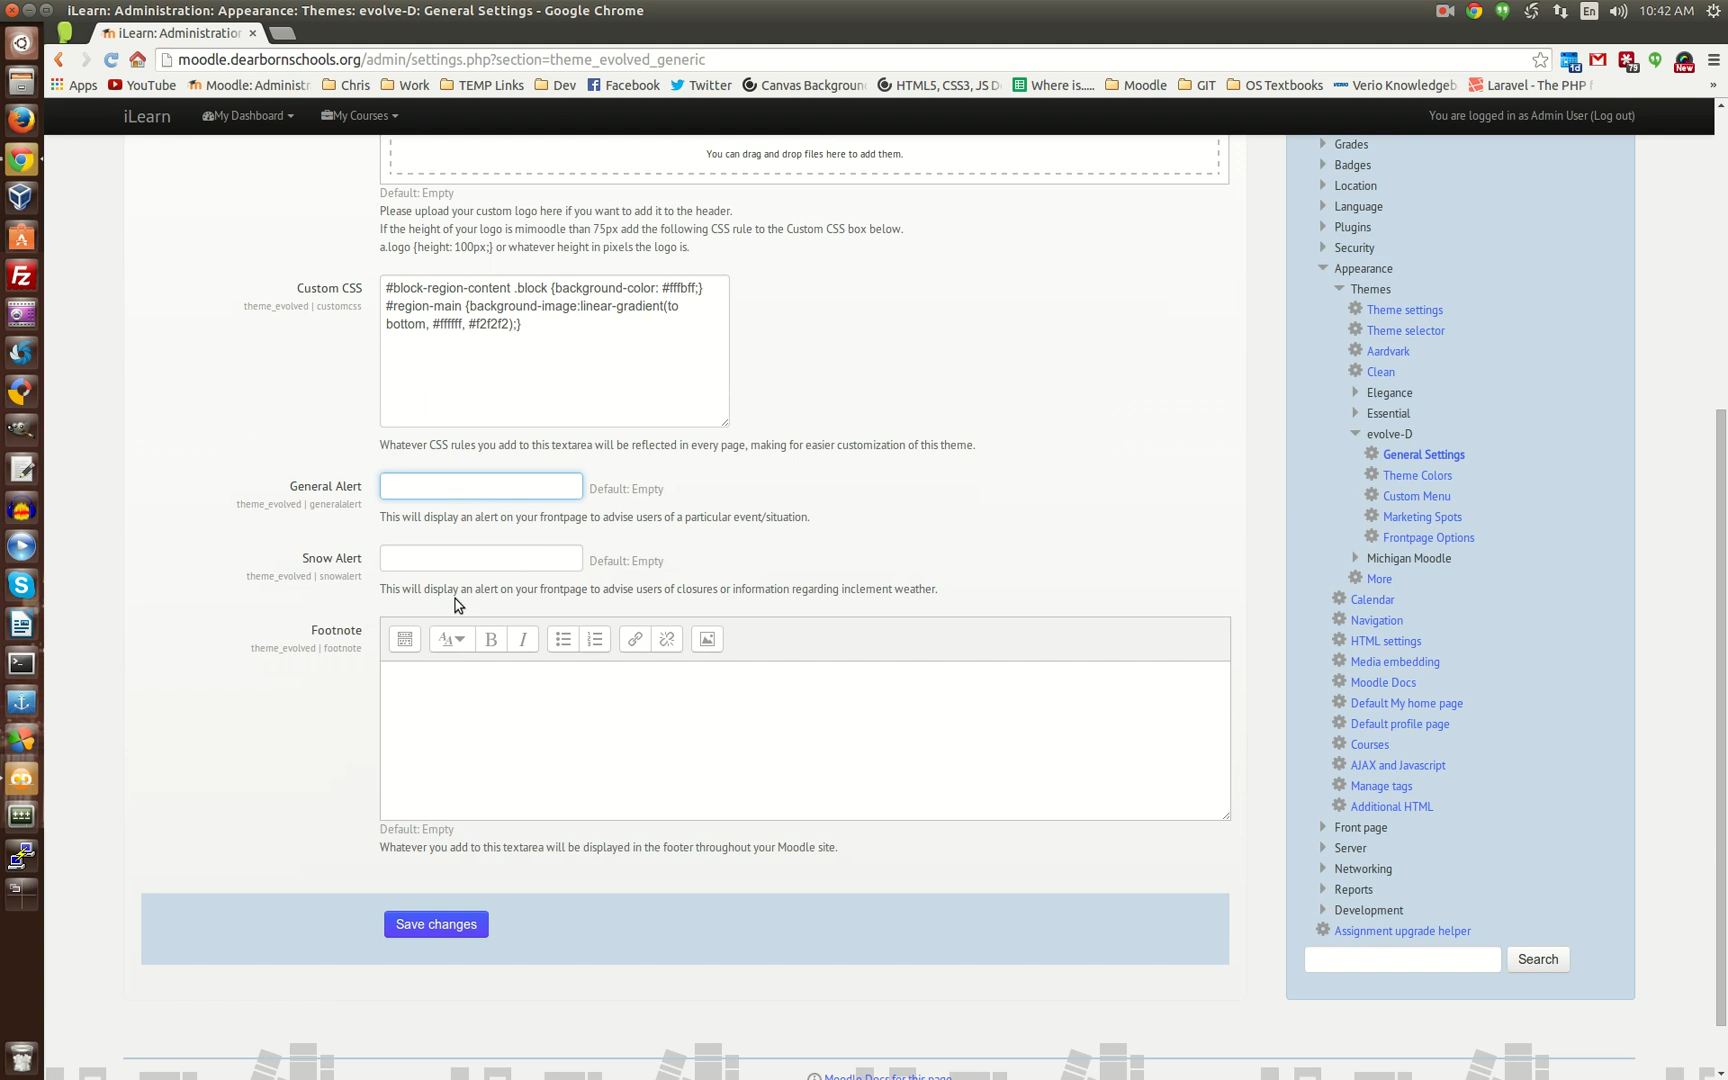 iLearn: Administration: Appearance: Themes: evolve-D: General Settings - Google Chrome
En
10:42 AM
iLearn: Administration
moodle.dearbornschools.org/admin/settings.php?section=theme_evolved_generic
1d
79
New
Apps
YouTube
Moodle: Administr
Chris
Work
TEMP Links
Dev
Facebook
Twitter
Canvas Backgroun
HTML5, CSS3, JS D
Where is.....
Moodle
GIT
OS Textbooks
Verio Knowledgeb
Laravel - The PHP f
»
iLearn
My Dashboard
My Courses
You are logged in as Admin User (Log out)
You can drag and drop files here to add them.
Default: Empty
Please upload your custom logo here if you want to add it to the header.
If the height of your logo is mimoodle than 75px add the following CSS rule to the Custom CSS box below.
a.logo {height: 100px;} or whatever height in pixels the logo is.
Custom CSS
theme_evolved | customcss
#block-region-content .block {background-color: #fffbff;}
#region-main {background-image:linear-gradient(to
bottom, #ffffff, #f2f2f2);}
Whatever CSS rules you add to this textarea will be reflected in every page, making for easier customization of this theme.
General Alert
theme_evolved | generalalert
Default: Empty
This will display an alert on your frontpage to advise users of a particular event/situation.
Snow Alert
theme_evolved | snowalert
Default: Empty
This will display an alert on your frontpage to advise users of closures or information regarding inclement weather.
Footnote
theme_evolved | footnote
Default: Empty
Whatever you add to this textarea will be displayed in the footer throughout your Moodle site.
Save changes
Grades
Badges
Location
Language
Plugins
Security
Appearance
Themes
Theme settings
Theme selector
Aardvark
Clean
Elegance
Essential
evolve-D
General Settings
Theme Colors
Custom Menu
Marketing Spots
Frontpage Options
Michigan Moodle
More
Calendar
Navigation
HTML settings
Media embedding
Moodle Docs
Default My home page
Default profile page
Courses
AJAX and Javascript
Manage tags
Additional HTML
Front page
Server
Networking
Reports
Development
Assignment upgrade helper
Search
Moodle Docs for this page